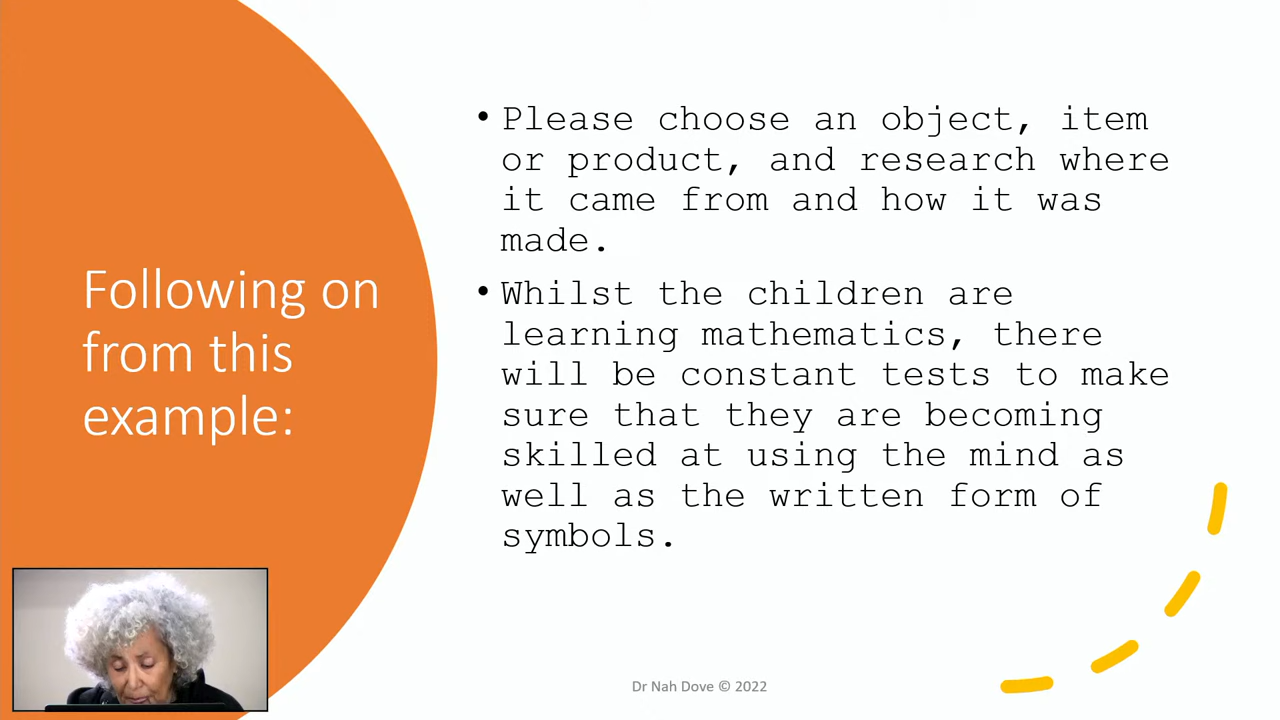 Following on
from this
example:
• Please choose an object, item
or product, and research where
it came from and how it was
made.
• Whilst the children are
learning mathematics, there
will be constant tests to make
sure that they are becoming
skilled at using the mind as
well as the written form of
symbols.
Dr Nah Dove © 2022